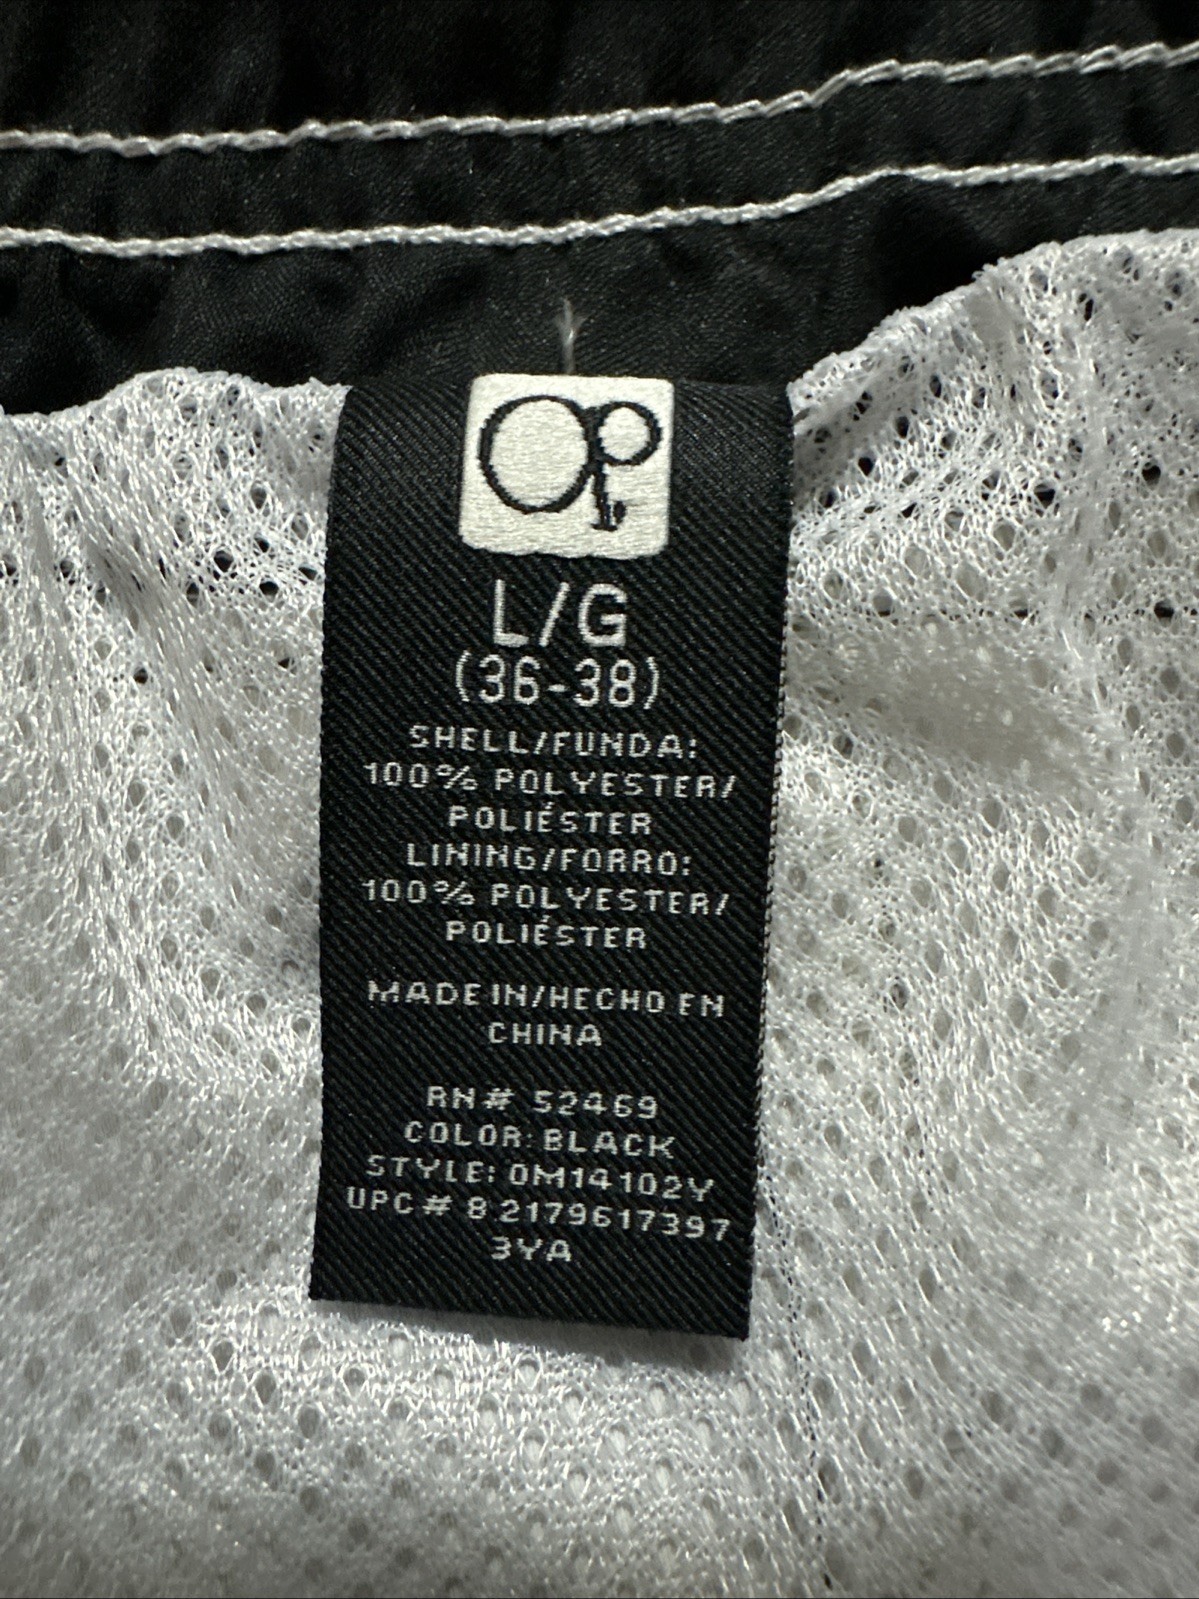 Op
L/G
(36-38)
SHELL/FUNDA:
100% POLYESTER/
POLIÉSTER
LINING/FORRO:
100% POLYESTER/
POLIÉSTER
MADE IN/HECHO EN
CHINA
RN# 52469
COLOR: BLACK
STYLE: OM14102Y
UPC# 8 2179617397
3YA